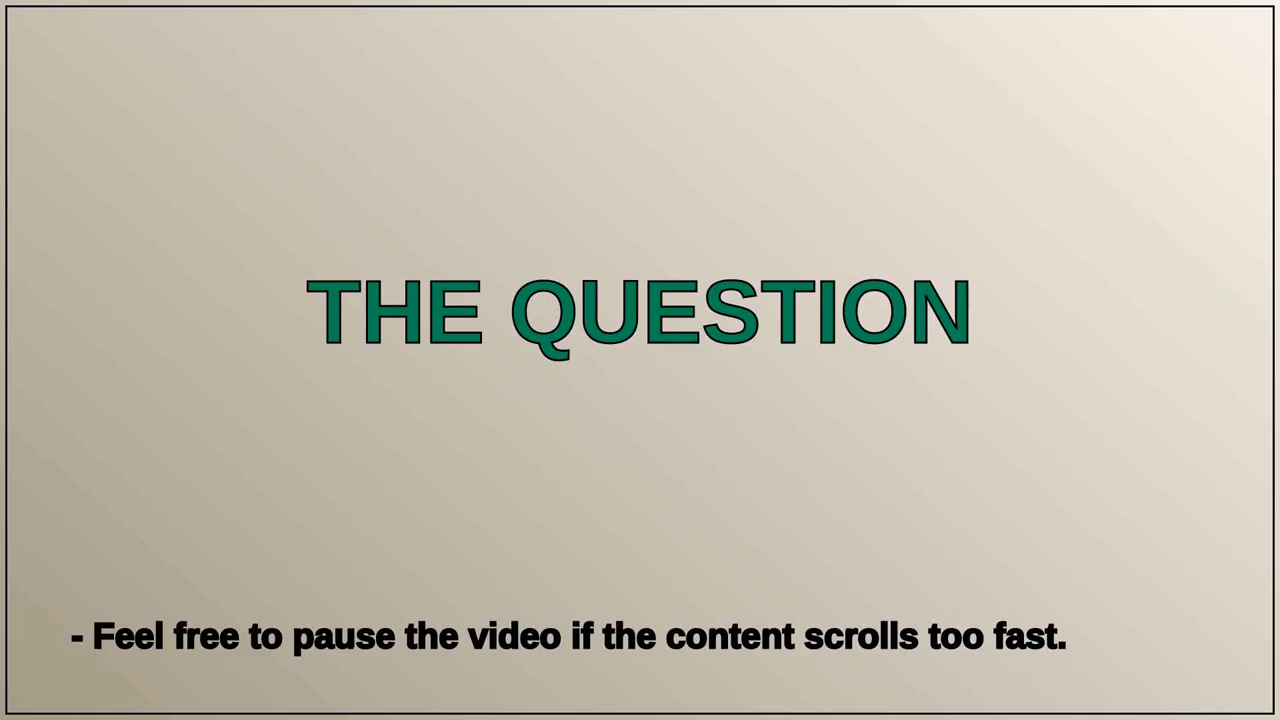 THE QUESTION
- Feel free to pause the video if the content scrolls too fast.